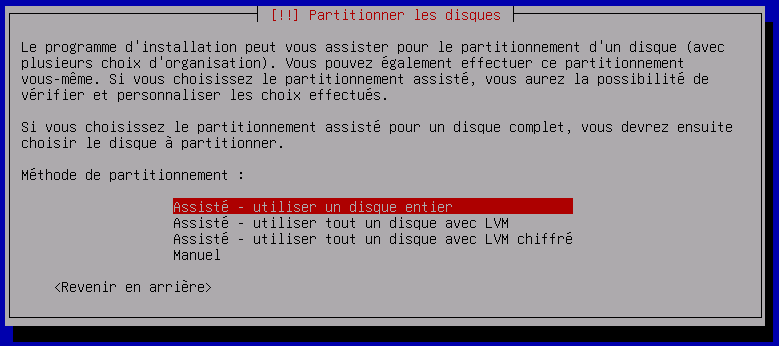 [!!] Partitionner les disques
Le programme d'installation peut vous assister pour le partitionnement d'un disque (avec
plusieurs choix d'organisation). Vous pouvez également effectuer ce partitionnement
vous-même. Si vous choisissez le partitionnement assisté, vous aurez la possibilité de
vérifier et personnaliser les choix effectués.
Si vous choisissez le partitionnement assisté pour un disque complet, vous devrez ensuite
choisir le disque à partitionner.
Méthode de partitionnement :
Assisté - utiliser un disque entier
Assisté - utiliser tout un disque avec LVM
Assisté - utiliser tout un disque avec LVM chiffré
Manuel
<Revenir en arrière>